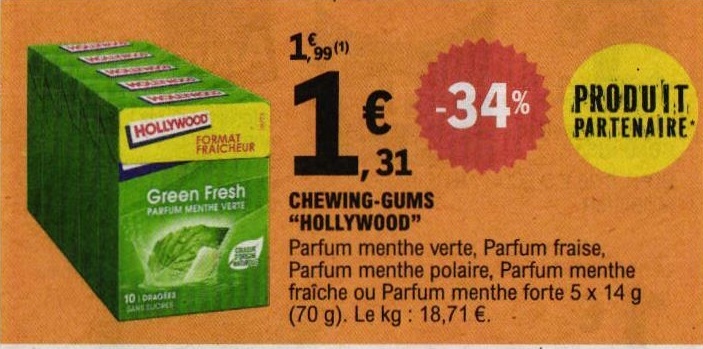 HOLLYWOOD
FORMAT
FRAÎCHEUR
Green Fresh
PARFUM MENTHE VERTE
10 DRAGÉES
SANS SUCRES
1,€99 (1)
1€,31
-34%
PRODUIT
PARTENAIRE*
CHEWING-GUMS
“HOLLYWOOD”
Parfum menthe verte, Parfum fraise,
Parfum menthe polaire, Parfum menthe
fraîche ou Parfum menthe forte 5 x 14 g
(70 g). Le kg : 18,71 €.